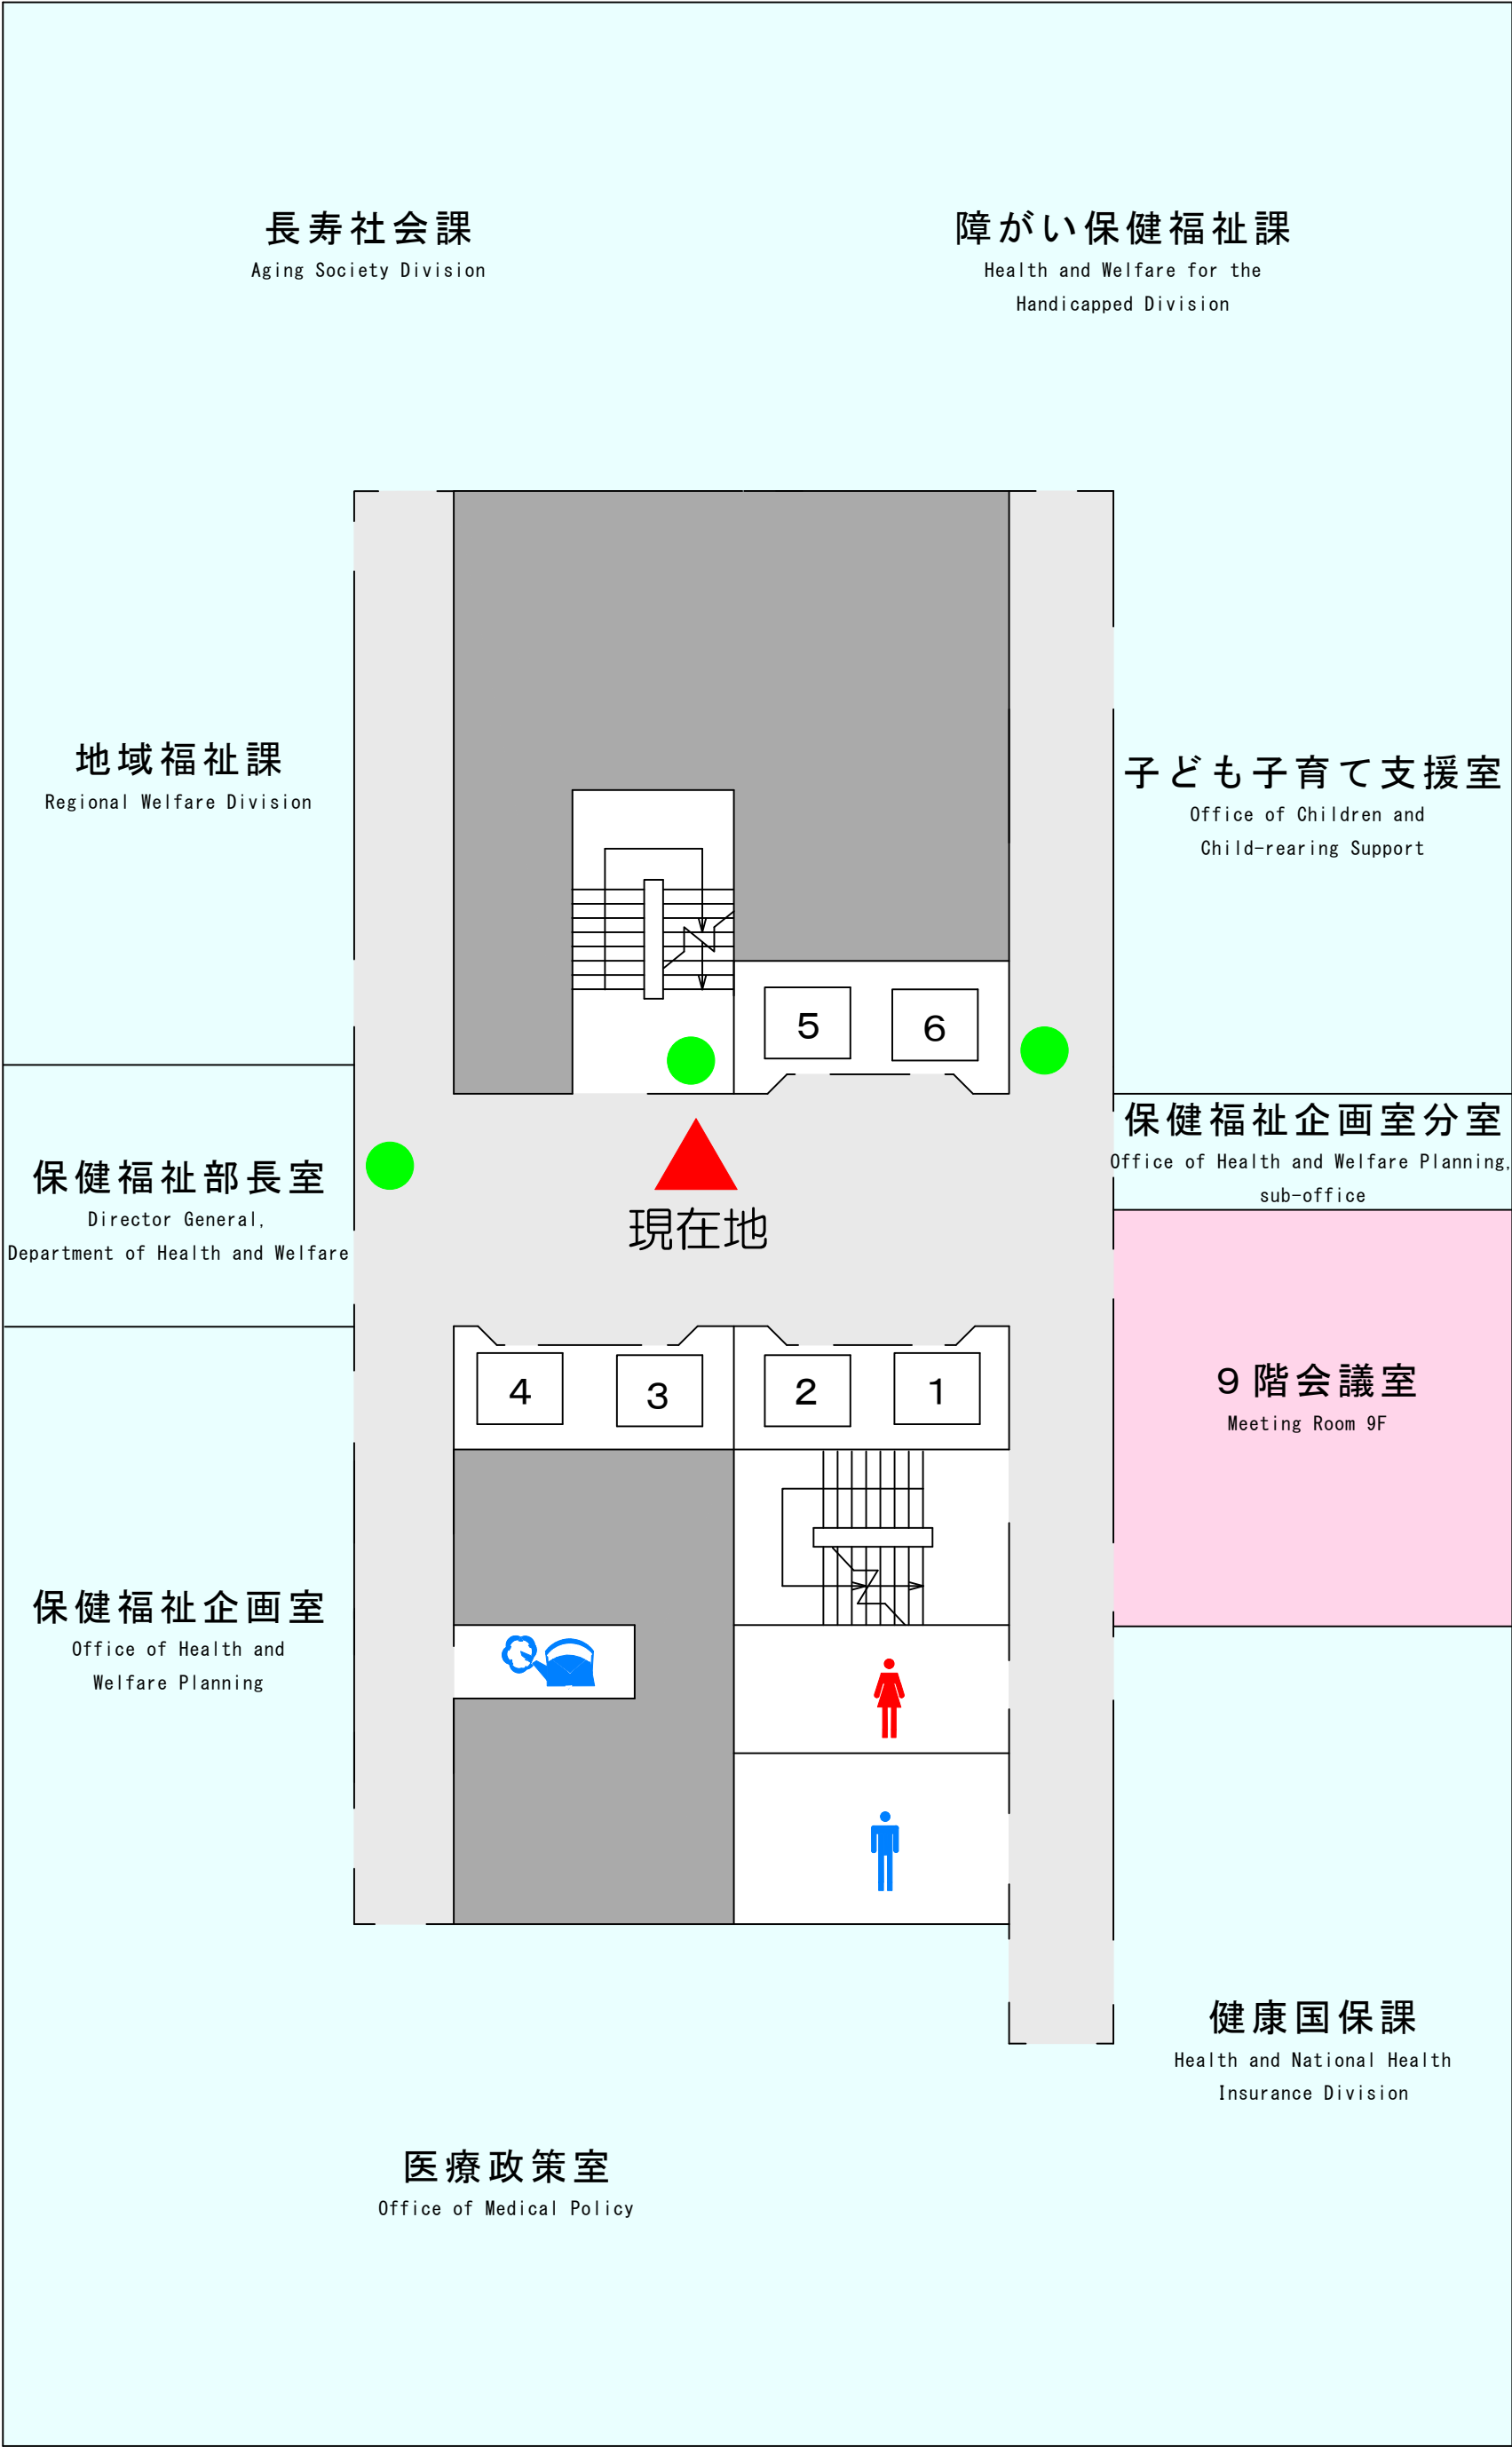 長寿社会課
Aging Society Division
障がい保健福祉課
Health and Welfare for the
Handicapped Division
地域福祉課
Regional Welfare Division
子ども子育て支援室
Office of Children and
Child-rearing Support
5
6
保健福祉部長室
Director General,
Department of Health and Welfare
現在地
保健福祉企画室分室
Office of Health and Welfare Planning,
sub-office
4
3
2
1
９階会議室
Meeting Room 9F
保健福祉企画室
Office of Health and
Welfare Planning
健康国保課
Health and National Health
Insurance Division
医療政策室
Office of Medical Policy